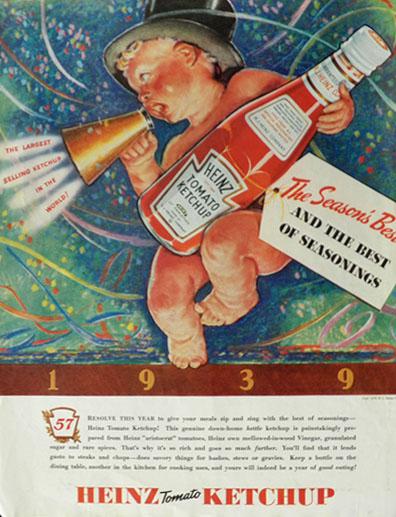 THE LARGEST
SELLING KETCHUP
IN THE
WORLD!
HEINZ
HEINZ
TOMATO
KETCHUP
The Season's Best
AND THE BEST
OF SEASONINGS
1 9 3 9
57
RESOLVE THIS YEAR to give your meals zip and zing with the best of seasonings—
Heinz Tomato Ketchup! This genuine down-home kettle ketchup is painstakingly pre-
pared from Heinz "aristocrat" tomatoes, Heinz own mellowed-in-wood Vinegar, granulated
sugar and rare spices. That's why it's so rich and goes so much further. You'll find that it lends
gusto to steaks and chops—does savory things for hashes, stews or gravies. Keep a bottle on the
dining table, another in the kitchen for cooking uses, and yours will indeed be a year of good eating!
HEINZ Tomato KETCHUP